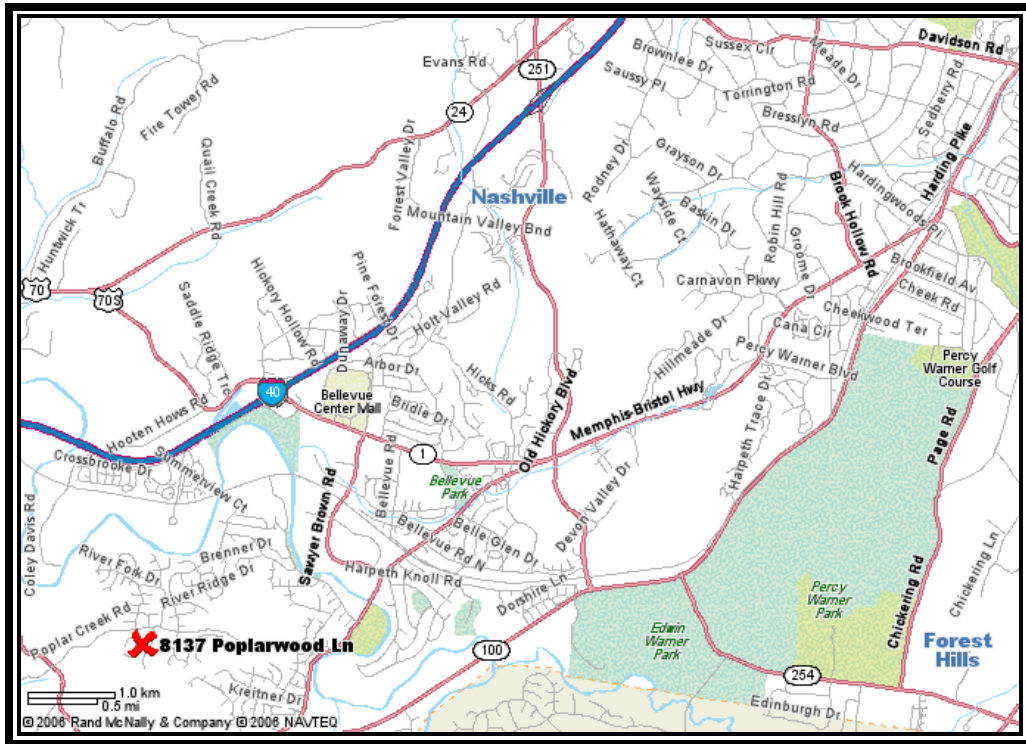 Davidson Rd
Sussex Cir
Meade Dr
Brownlee Dr
Evans Rd
251
Saussy Pl
Torrington Rd
Sedberry Rd
Fire Tower Rd
Buffalo Rd
24
Bresslyn Rd
Harding Pike
Quail Creek Rd
Forrest Valley Dr
Rodney Dr
Grayson Dr
Hardingwoods Pl
Nashville
Wayside Ct
Baskin Dr
Robin Hill Rd
Brook Hollow Rd
Huntwick Tr
Mountain Valley Bnd
Hathaway Ct
Groome Dr
Brookfield Av
70
70S
Pine Forest Dr
Carnavon Pkwy
Cheek Rd
Saddle Ridge Trc
Hickory Hollow Rd
Dunaway Dr
Holt Valley Rd
Cheekwood Ter
Cana Cir
Hillmeade Dr
Percy Warner Blvd
Percy
Warner Golf
Course
Arbor Dr
40
Bellevue
Center Mall
Hicks Rd
Bridle Dr
Old Hickory Blvd
Memphis-Bristol Hwy
Harpeth Trace Dr
Page Rd
Hooten Hows Rd
Crossbrooke Dr
Summerview Ct
1
Bellevue Rd
Bellevue
Park
Sawyer Brown Rd
Coley Davis Rd
Belle Glen Dr
Bellevue Rd N
Devon Valley Dr
Brenner Dr
River Fork Dr
River Ridge Dr
Harpeth Knoll Rd
Dorshire Ln
Chickering Ln
Percy
Warner
Park
Chickering Rd
Poplar Creek Rd
8137 Poplarwood Ln
Edwin
Warner
Park
100
Forest
Hills
254
Kreitner Dr
Edinburgh Dr
1.0 km
0.5 mi
© 2006 Rand McNally & Company © 2006 NAVTEQ